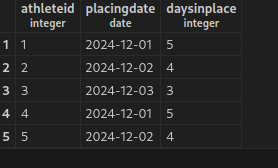 athleteid placingdate daysinplace
integer date integer
1 1 2024-12-01 5
2 2 2024-12-02 4
3 3 2024-12-03 3
4 4 2024-12-01 5
5 5 2024-12-02 4